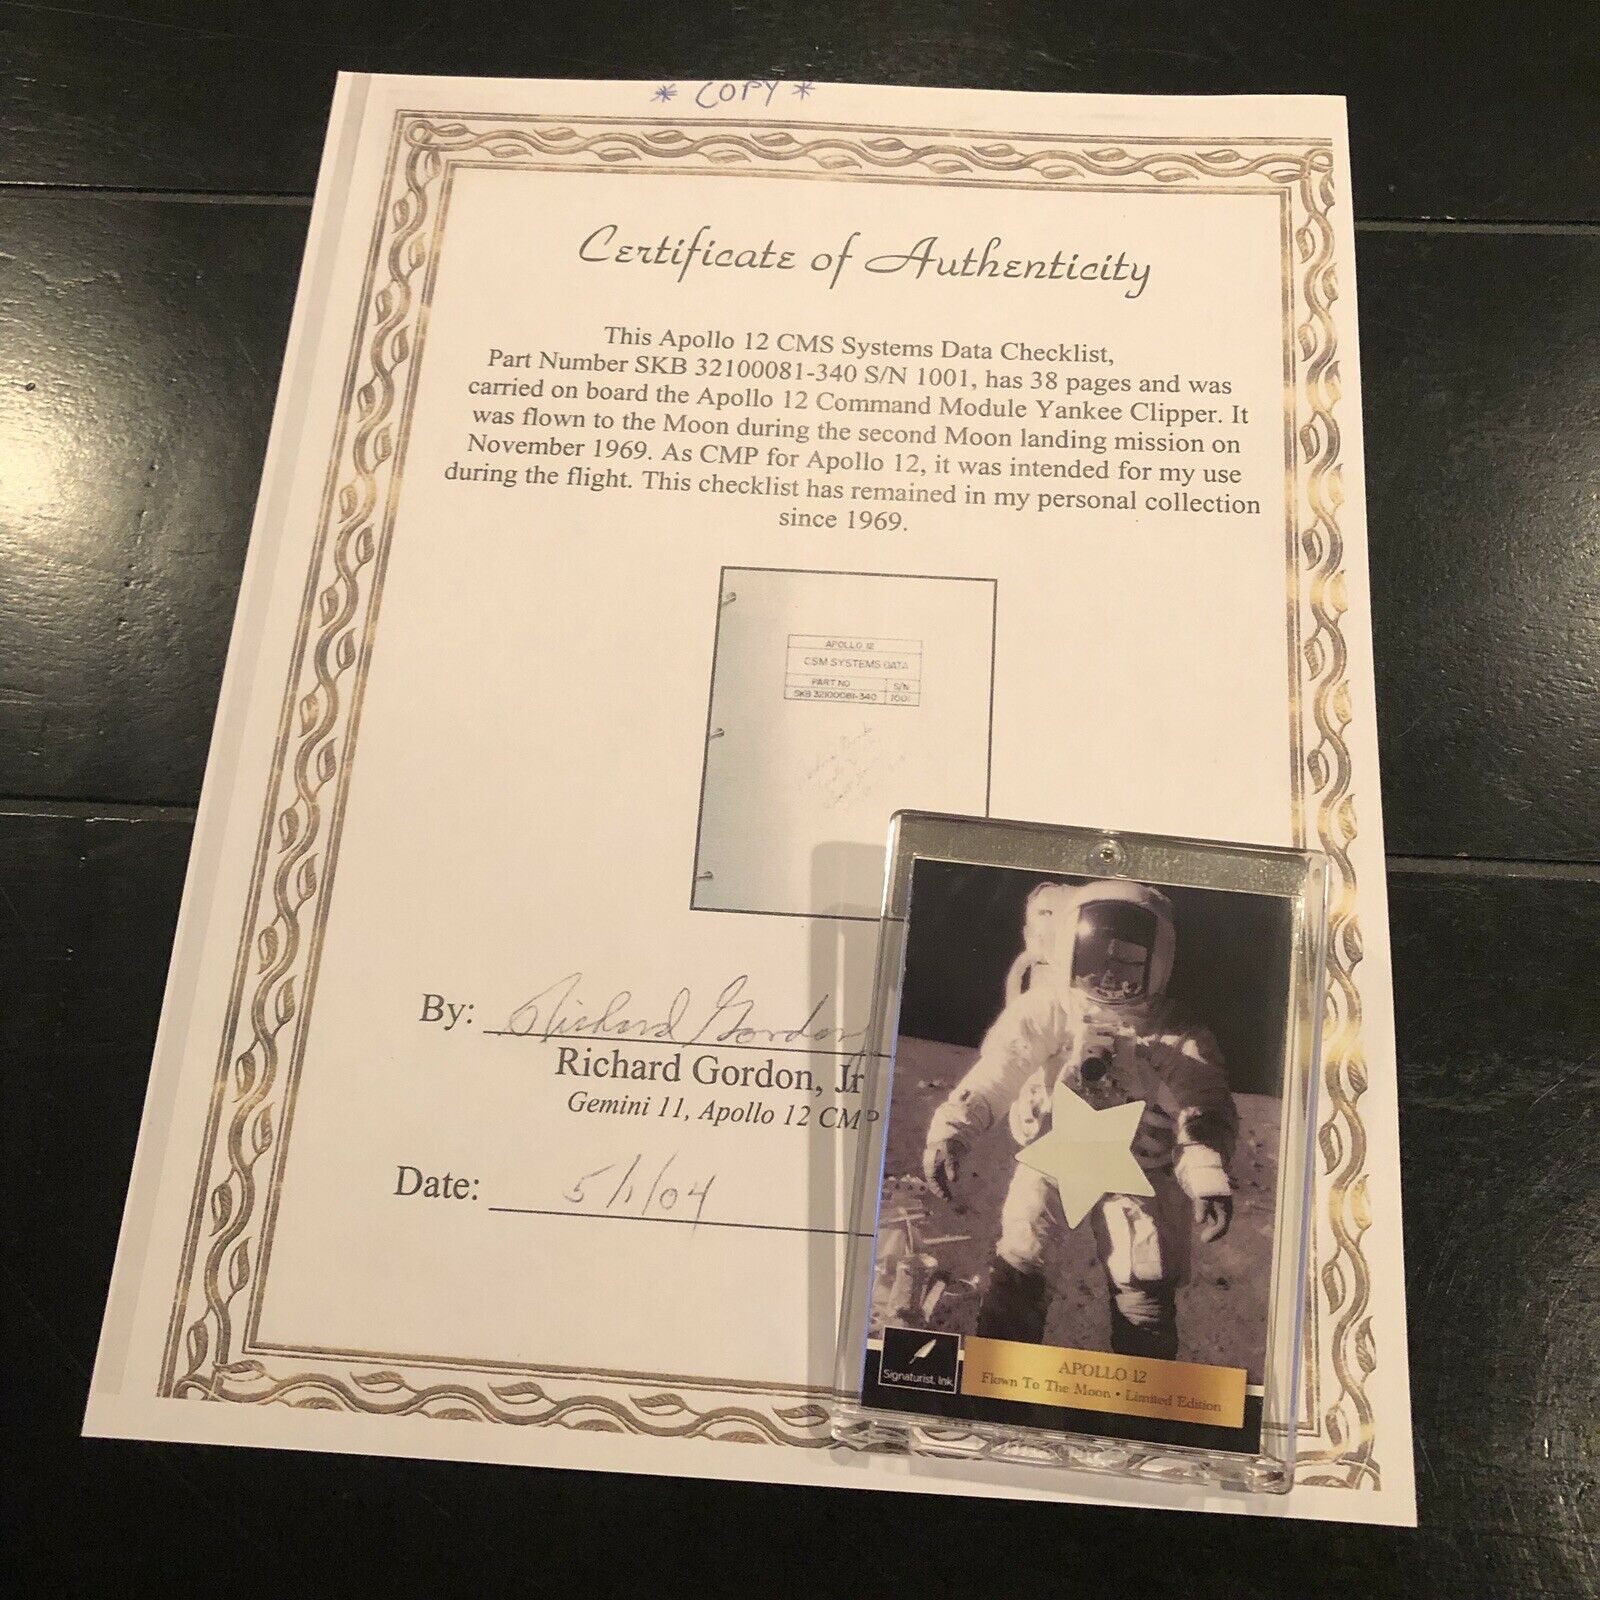 * COPY *
Certificate of Authenticity
This Apollo 12 CMS Systems Data Checklist,
Part Number SKB 32100081-340 S/N 1001, has 38 pages and was
carried on board the Apollo 12 Command Module Yankee Clipper. It
was flown to the Moon during the second Moon landing mission on
November 1969. As CMP for Apollo 12, it was intended for my use
during the flight. This checklist has remained in my personal collection
since 1969.
APOLLO 12
CSM SYSTEMS DATA
PART NO S/N
SKB 32100081-340 1001
By: Richard Gordon
Richard Gordon, Jr
Gemini 11, Apollo 12 CMP
Date: 5/1/04
Signaturist, Ink
APOLLO 12
Flown To The Moon • Limited Edition